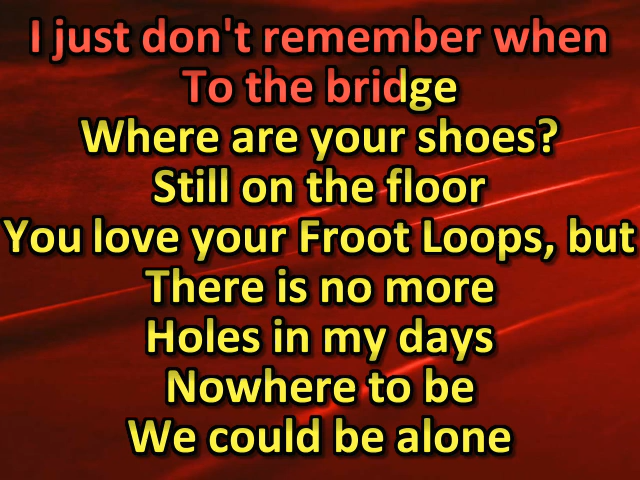 I just don't remember when
To the bridge
Where are your shoes?
Still on the floor
You love your Froot Loops, but
There is no more
Holes in my days
Nowhere to be
We could be alone